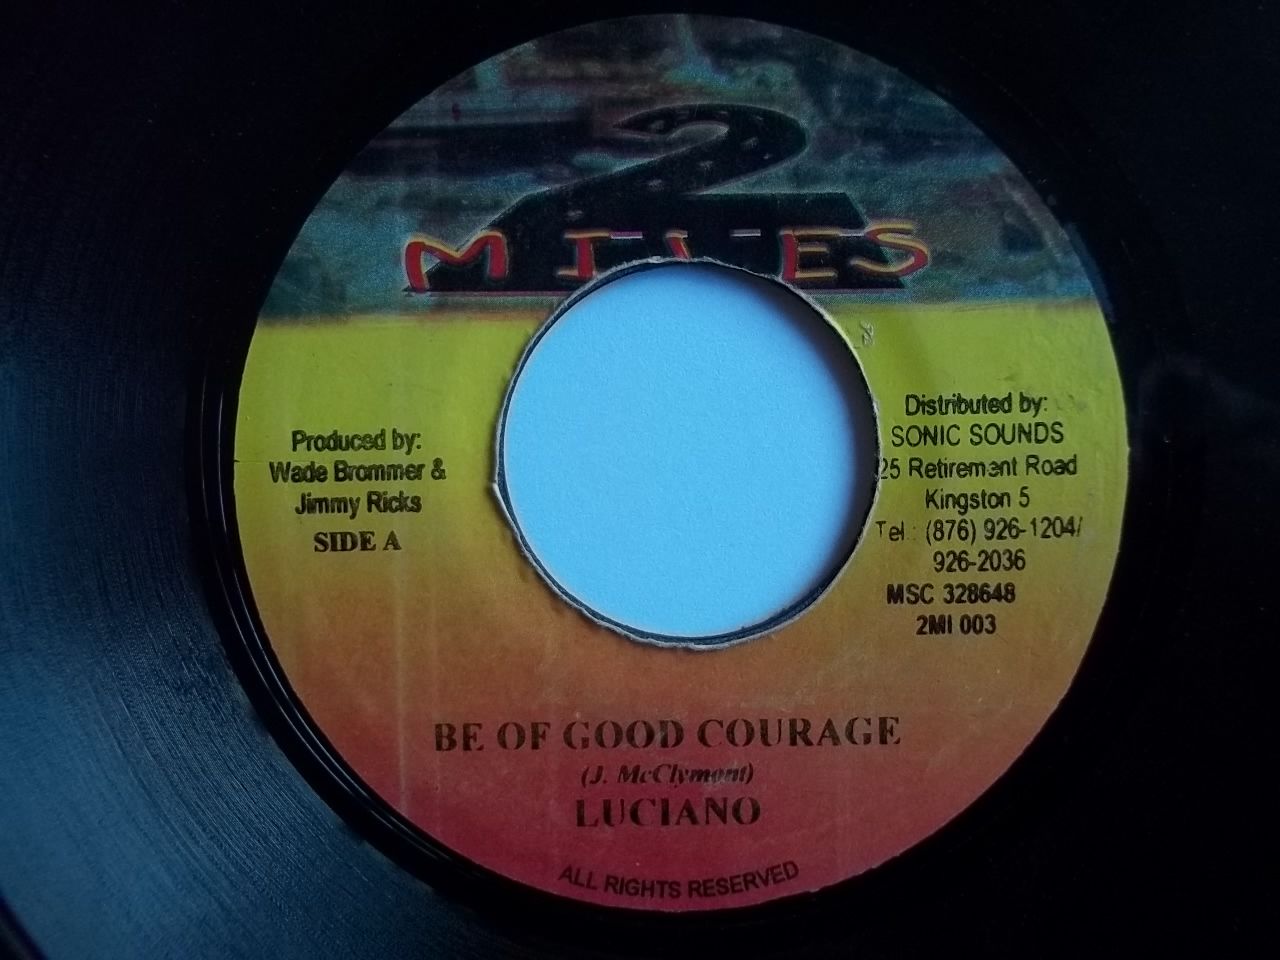 2
MILES
Produced by:
Wade Brommer &
Jimmy Ricks
SIDE A
Distributed by:
SONIC SOUNDS
25 Retirement Road
Kingston 5
Tel.: (876) 926-1204/
926-2036
MSC 328648
2MI 003
BE OF GOOD COURAGE
(J. McClymont)
LUCIANO
ALL RIGHTS RESERVED